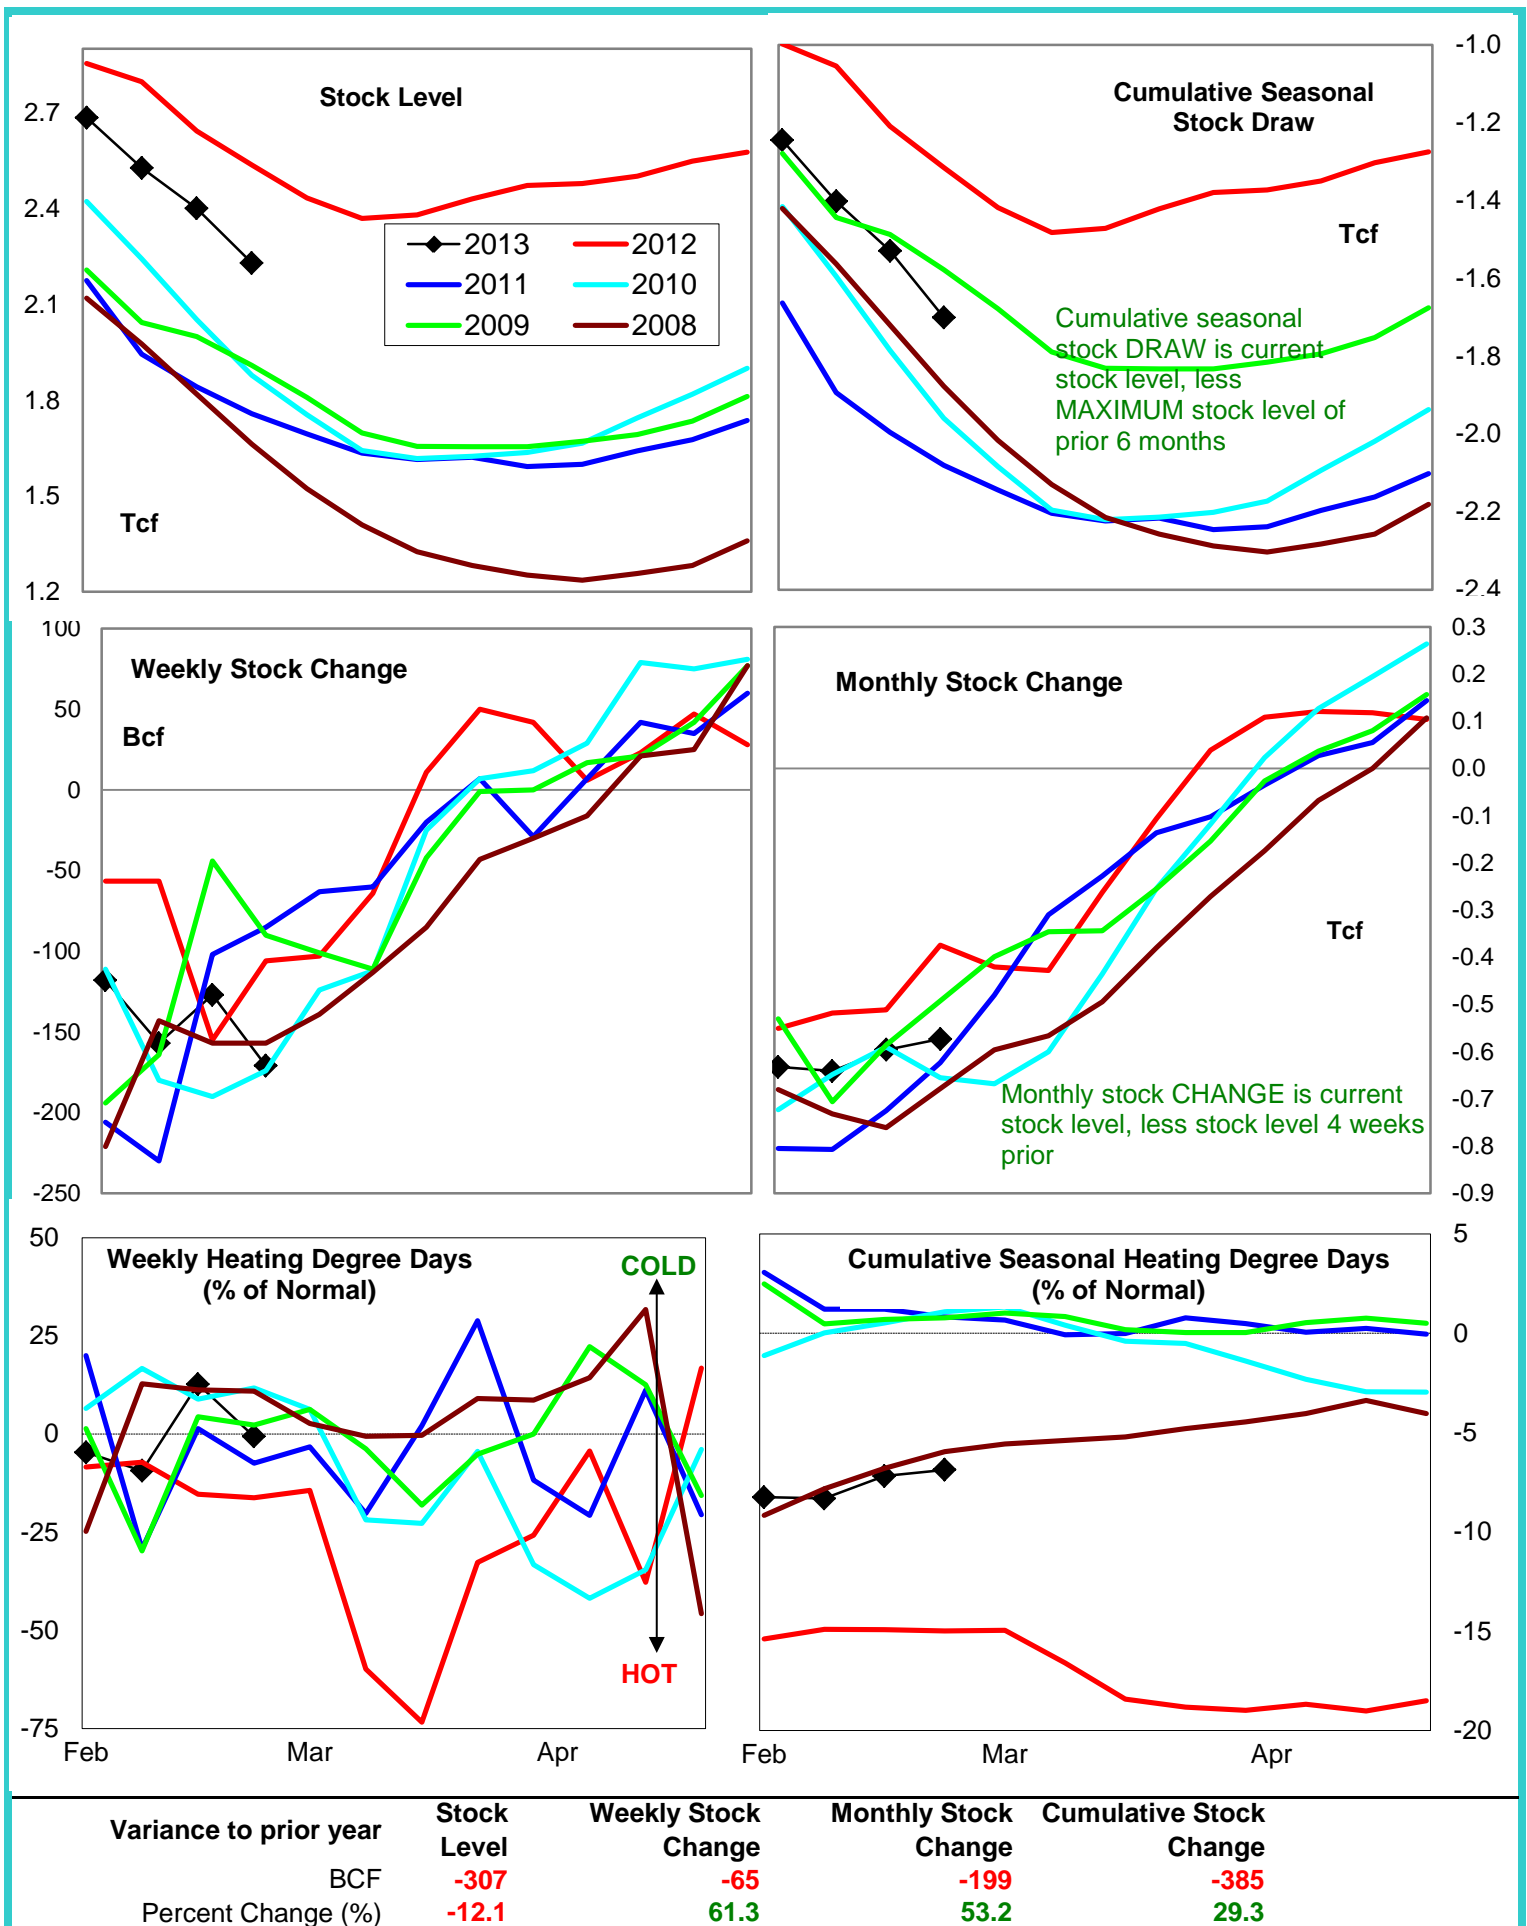 Stock Level
2.7
2.4
2.1
1.8
1.5
1.2
Tcf
2013
2012
2011
2010
2009
2008
Cumulative Seasonal
Stock Draw
Tcf
-1.0
-1.2
-1.4
-1.6
-1.8
-2.0
-2.2
-2.4
Cumulative seasonal
stock DRAW is current
stock level, less
MAXIMUM stock level of
prior 6 months
Weekly Stock Change
Bcf
100
50
0
-50
-100
-150
-200
-250
Monthly Stock Change
Tcf
0.3
0.2
0.1
0.0
-0.1
-0.2
-0.3
-0.4
-0.5
-0.6
-0.7
-0.8
-0.9
Monthly stock CHANGE is current
stock level, less stock level 4 weeks
prior
Weekly Heating Degree Days
(% of Normal)
COLD
HOT
50
25
0
-25
-50
-75
Feb
Mar
Apr
Cumulative Seasonal Heating Degree Days
(% of Normal)
5
0
-5
-10
-15
-20
Feb
Mar
Apr
Variance to prior year
Stock
Level
Weekly Stock
Change
Monthly Stock
Change
Cumulative Stock
Change
BCF -307 -65 -199 -385
Percent Change (%) -12.1 61.3 53.2 29.3